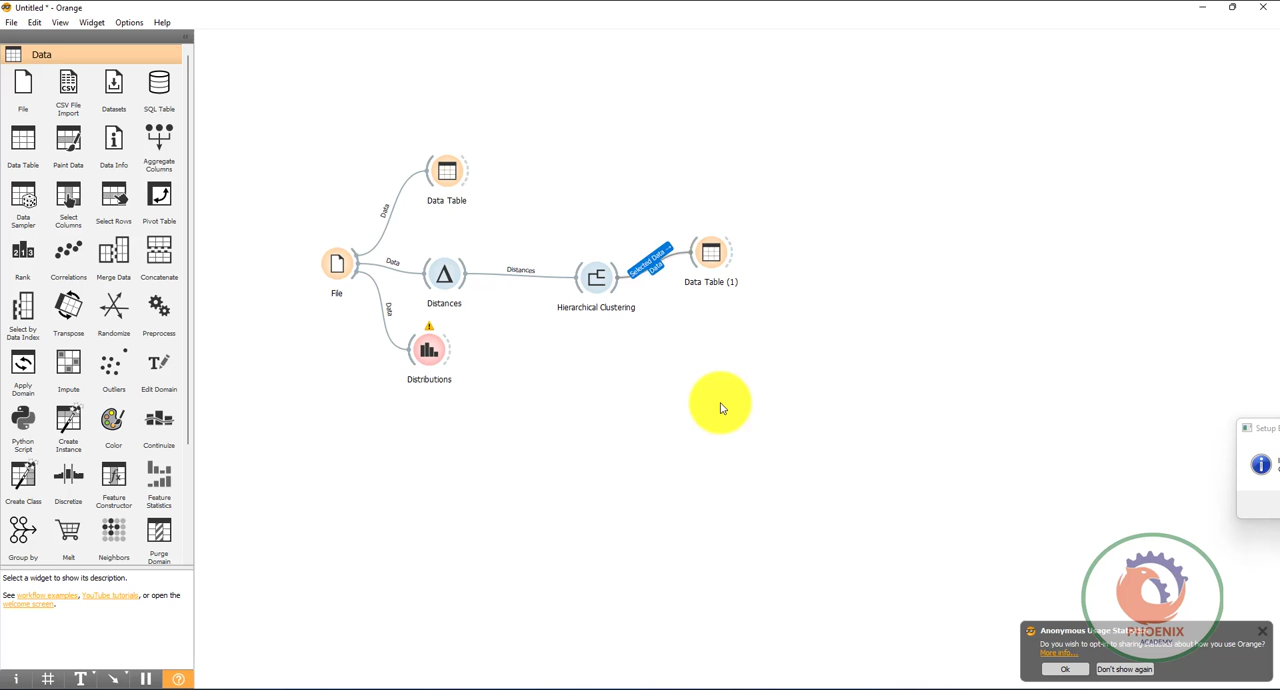 Untitled * - Orange
File Edit View Widget Options Help
Data
File
CSV File
Import
Datasets
SQL Table
Data Table
Paint Data
Data Info
Aggregate
Columns
Data
Sampler
Select
Columns
Select Rows
Pivot Table
Rank
Correlations
Merge Data
Concatenate
Select by
Data Index
Transpose
Randomize
Preprocess
Apply
Domain
Impute
Outliers
Edit Domain
Python
Script
Create
Instance
Color
Continuize
Create Class
Discretize
Feature
Constructor
Feature
Statistics
Group by
Melt
Neighbors
Purge
Domain
Select a widget to show its description.
See workflow examples, YouTube tutorials, or open the
welcome screen.
Data Table
Data
File
Data
Distances
Distances
Hierarchical Clustering
Selected Data →
Data
Data Table (1)
Data
Distributions
Setup
PHOENIX
ACADEMY
Anonymous Usage
Do you wish to opt-in to sharing statistics about how you use Orange?
More info...
Ok
Don't show again